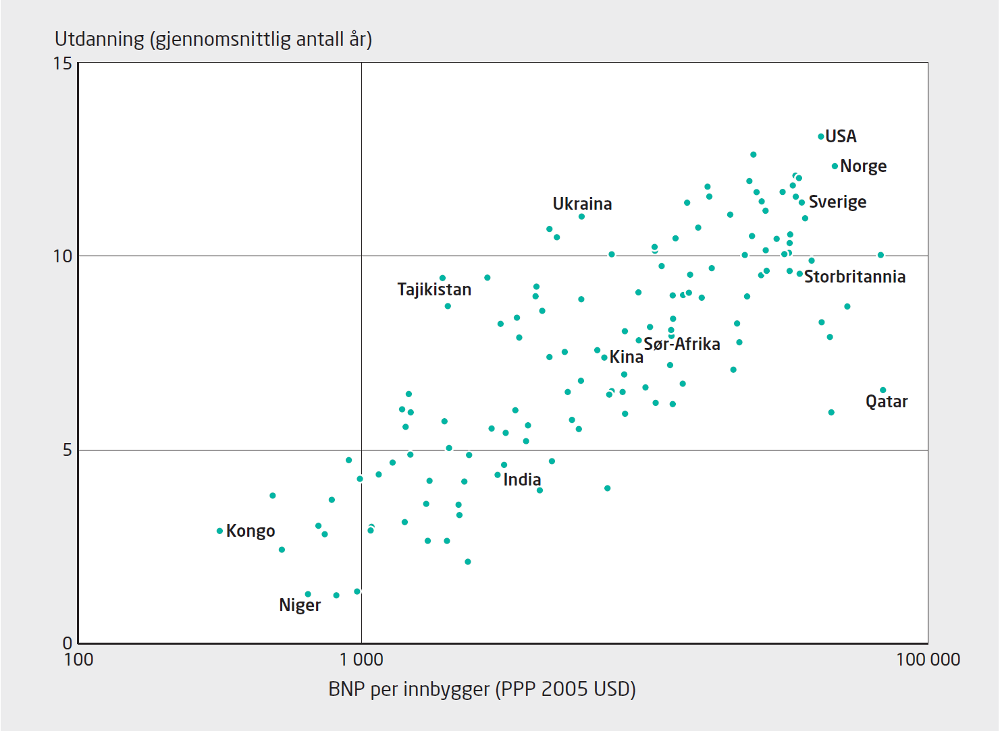 Utdanning (gjennomsnittlig antall år)
15
USA
Norge
Sverige
Ukraina
10
Storbritannia
Tajikistan
Sør-Afrika
Kina
Qatar
5
India
Kongo
Niger
0
100
1 000
100 000
BNP per innbygger (PPP 2005 USD)